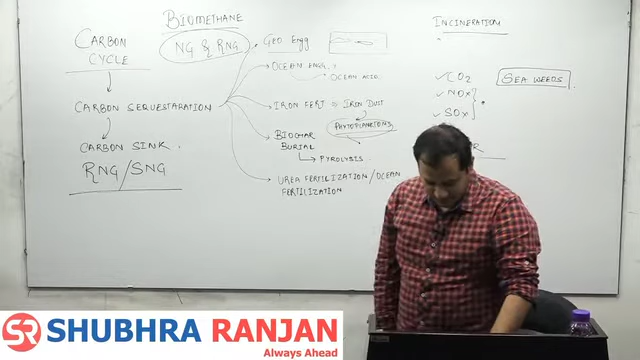 BIOMETHANE
CARBON
CYCLE
CARBON SEQUESTARATION
CARBON SINK.
RNG/SNG
NG & RNG
GEO Engg
OCEAN ENGG.
OCEAN ACID
IRON FERT
IRON DUST
PHYTOPLANKTONS
BIOCHAR
BURIAL
PYROLYSIS.
UREA FERTILIZATION/OCEAN
FERTILIZATION
INCINERATION
CO2
NOx
SOx
SEA WEEDS
SR
SHUBHRA RANJAN
Always Ahead